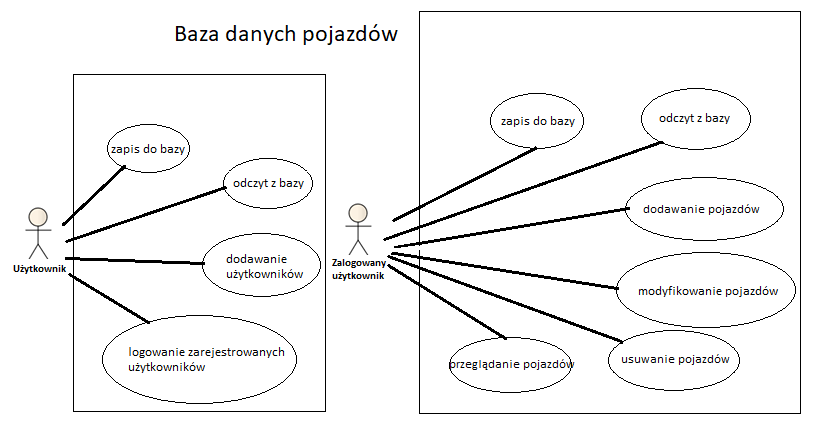 Baza danych pojazdów
zapis do bazy
odczyt z bazy
Użytkownik
dodawanie
użytkowników
logowanie zarejestrowanych
użytkowników
zapis do bazy
odczyt z bazy
dodawanie pojazdów
Zalogowany
użytkownik
modyfikowanie pojazdów
przeglądanie pojazdów
usuwanie pojazdów